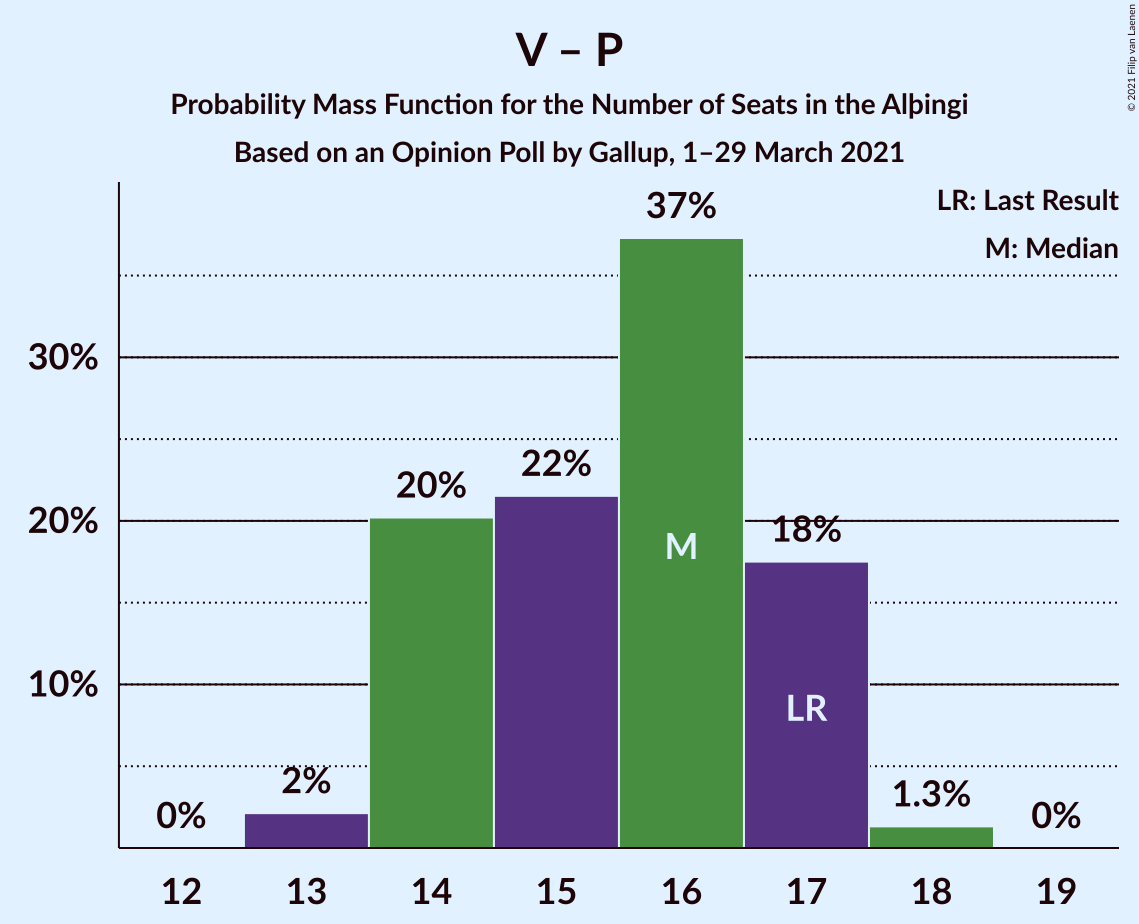 V – P
Probability Mass Function for the Number of Seats in the Alþingi
Based on an Opinion Poll by Gallup, 1–29 March 2021
© 2021 Filip van Laenen
LR: Last Result
M: Median
37%
30%
22%
20%
20%
18%
M
10%
LR
2%
1.3%
0%
0%
12 13 14 15 16 17 18 19